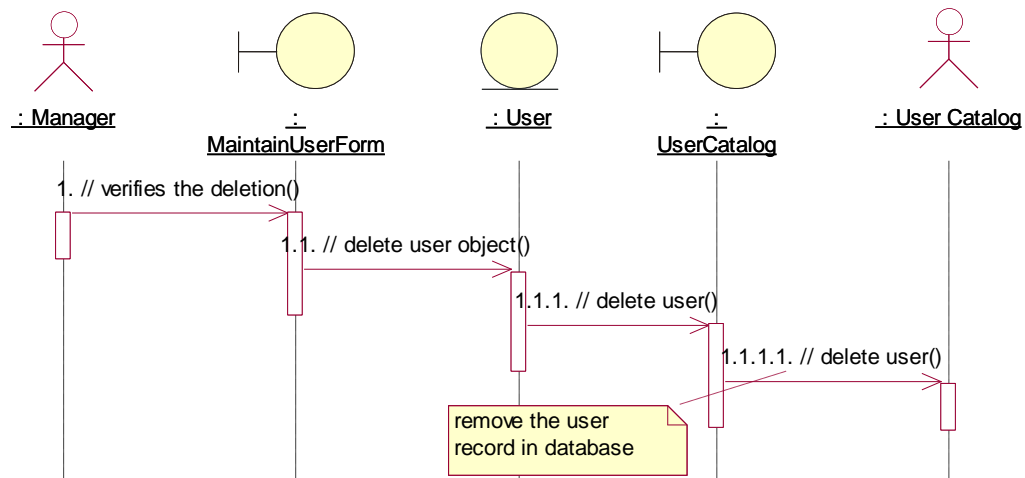 : Manager
:
MaintainUserForm
: User
:
UserCatalog
: User Catalog
1. // verifies the deletion()
1.1. // delete user object()
1.1.1. // delete user()
1.1.1.1. // delete user()
remove the user
record in database